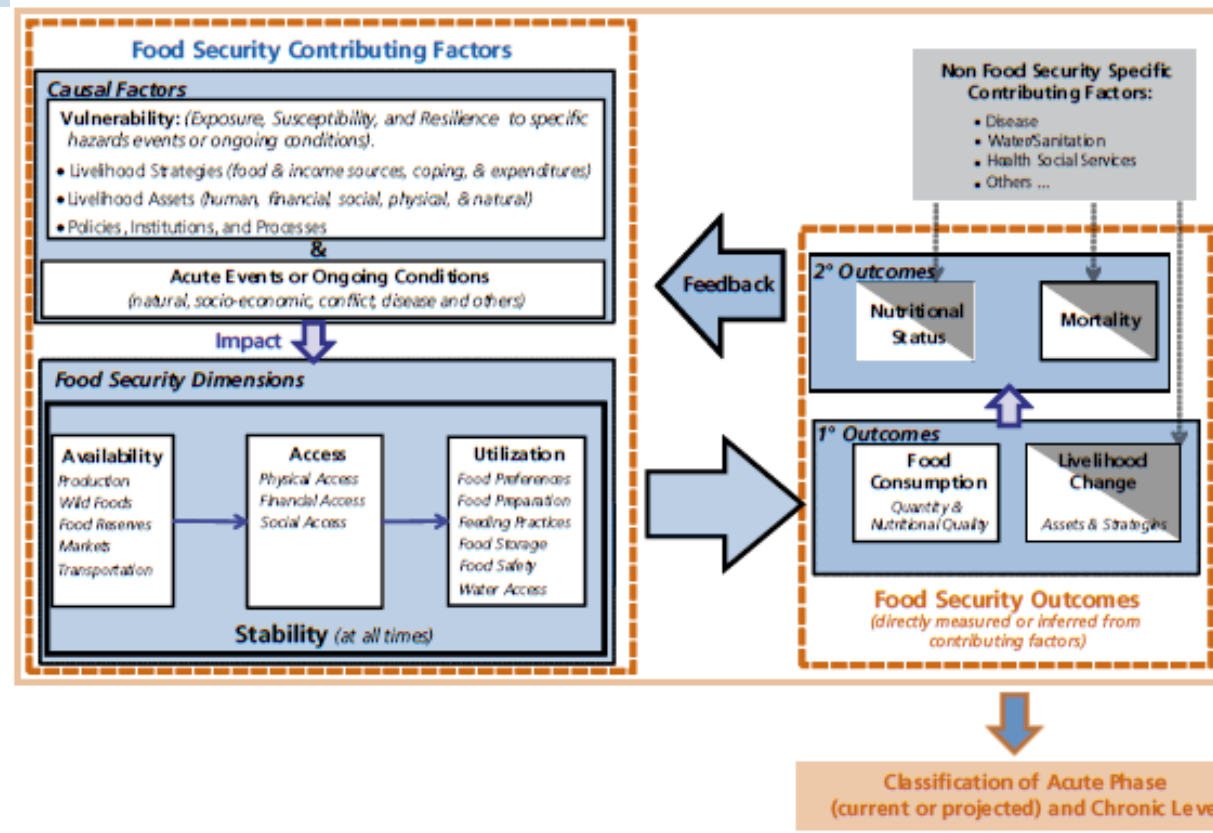 Food Security Contributing Factors
Causal Factors
Vulnerability: (Exposure, Susceptibility, and Resilience to specific
hazards events or ongoing conditions).
• Livelihood Strategies (food & income sources, coping, & expenditures)
• Livelihood Assets (human, financial, social, physical, & natural)
• Policies, Institutions, and Processes
&
Acute Events or Ongoing Conditions
(natural, socio-economic, conflict, disease and others)
Impact
Food Security Dimensions
Availability
Production
Wild Foods
Food Reserves
Markets
Transportation
Access
Physical Access
Financial Access
Social Access
Utilization
Food Preferences
Food Preparation
Feeding Practices
Food Storage
Food Safety
Water Access
Stability (at all times)
Feedback
Non Food Security Specific
Contributing Factors:
• Disease
• Water/Sanitation
• Health Social Services
• Others ...
2° Outcomes
Nutritional
Status
Mortality
1° Outcomes
Food
Consumption
Quantity &
Nutritional Quality
Livelihood
Change
Assets & Strategies
Food Security Outcomes
(directly measured or inferred from
contributing factors)
Classification of Acute Phase
(current or projected) and Chronic Leve